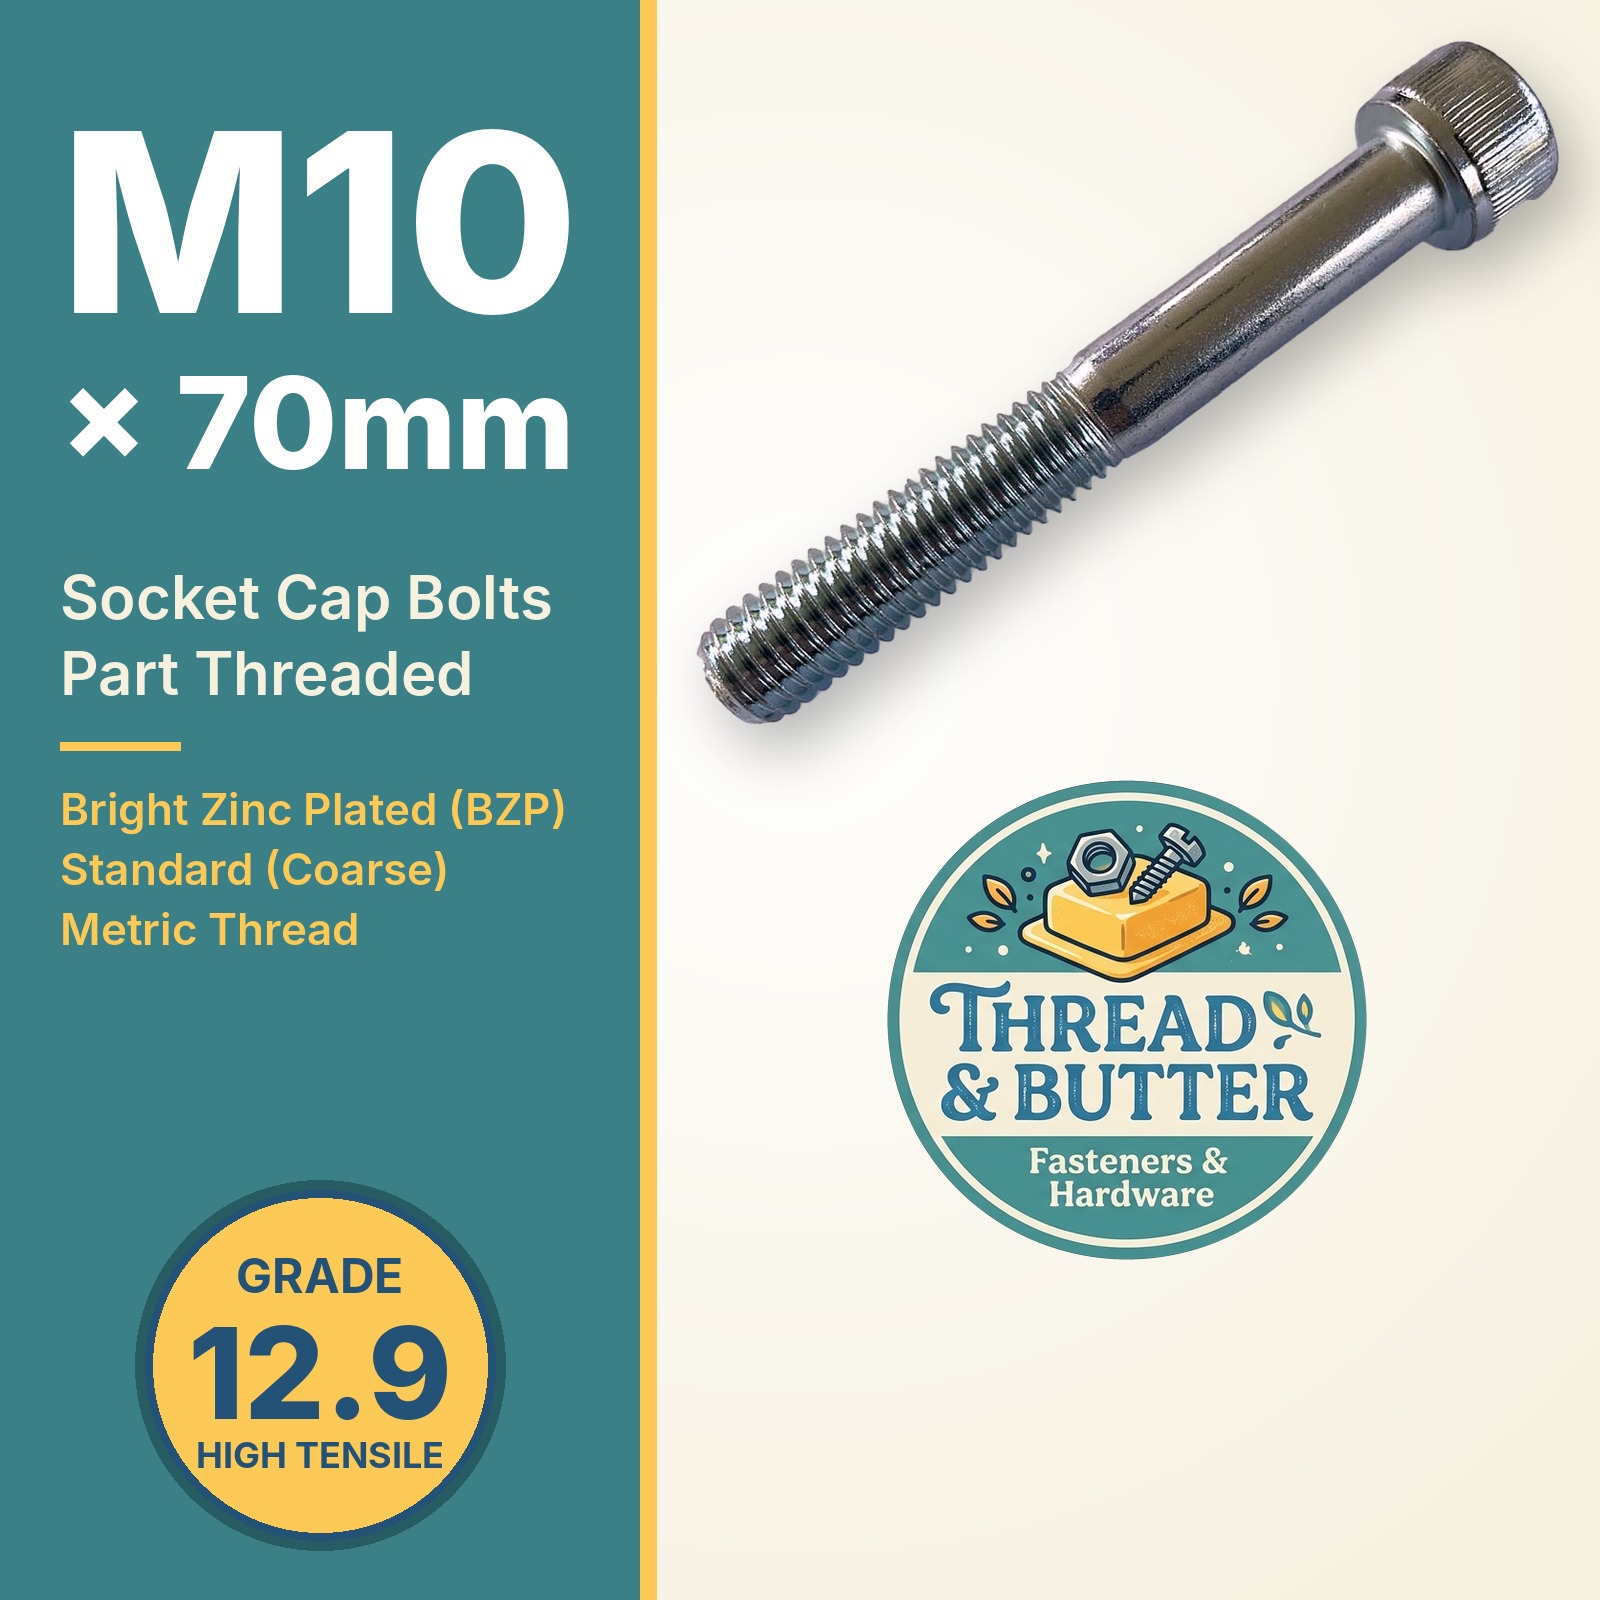 M10
× 70mm
Socket Cap Bolts
Part Threaded
Bright Zinc Plated (BZP)
Standard (Coarse)
Metric Thread
GRADE
12.9
HIGH TENSILE
THREAD
& BUTTER
Fasteners &
Hardware